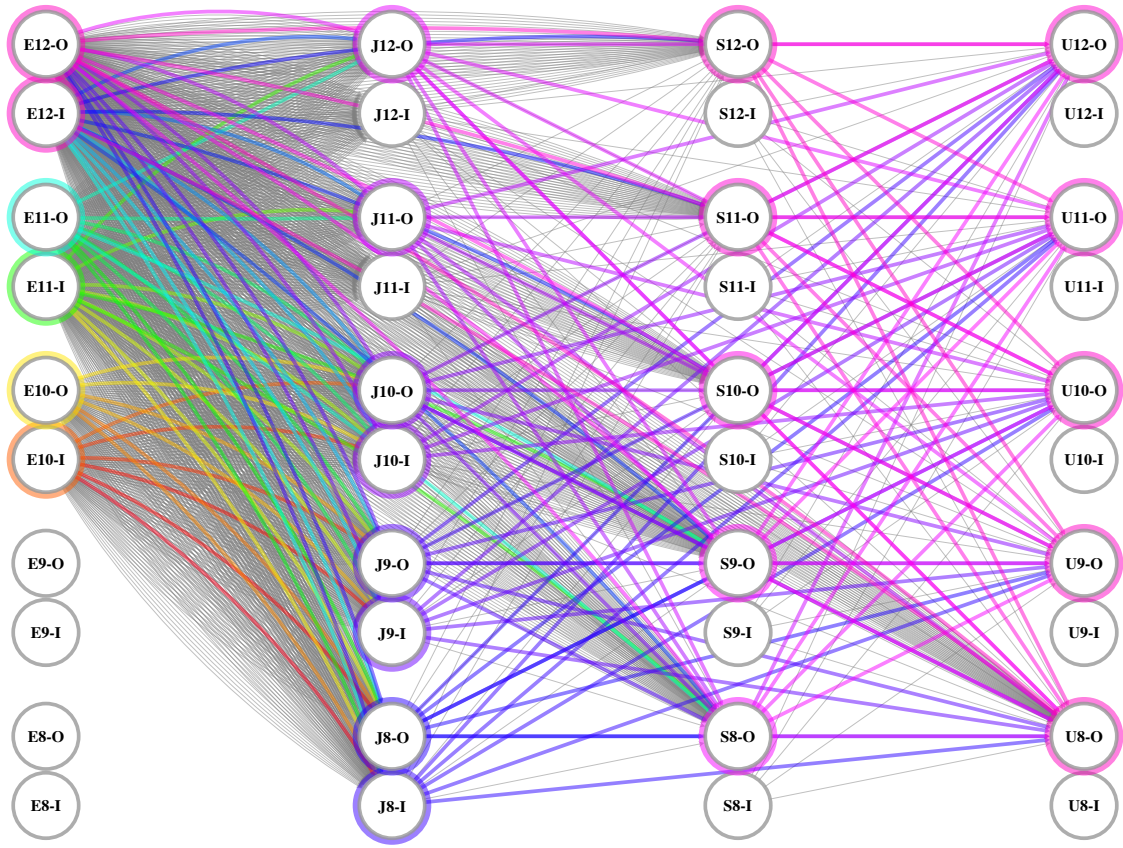 E12-O J12-O S12-O U12-O
E12-I J12-I S12-I U12-I
E11-O J11-O S11-O U11-O
E11-I J11-I S11-I U11-I
E10-O J10-O S10-O U10-O
E10-I J10-I S10-I U10-I
E9-O J9-O S9-O U9-O
E9-I J9-I S9-I U9-I
E8-O J8-O S8-O U8-O
E8-I J8-I S8-I U8-I